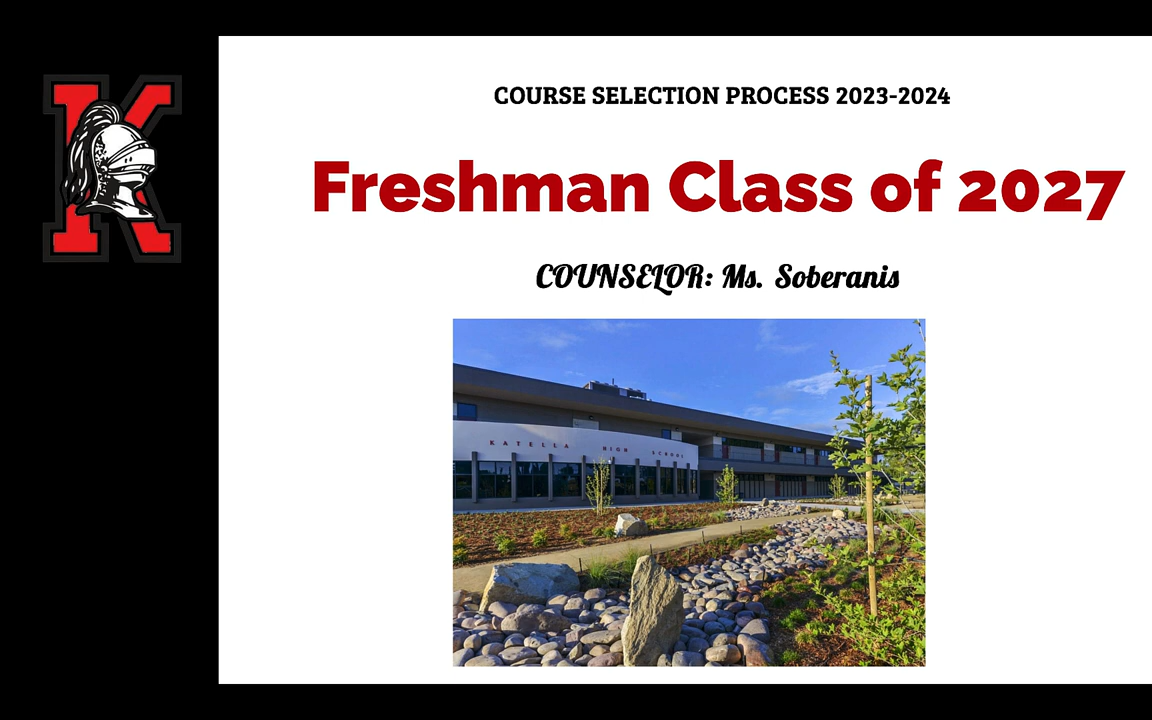 COURSE SELECTION PROCESS 2023-2024
Freshman Class of 2027
COUNSELOR: Ms. Soberanis
KATELLA HIGH SCHOOL
K